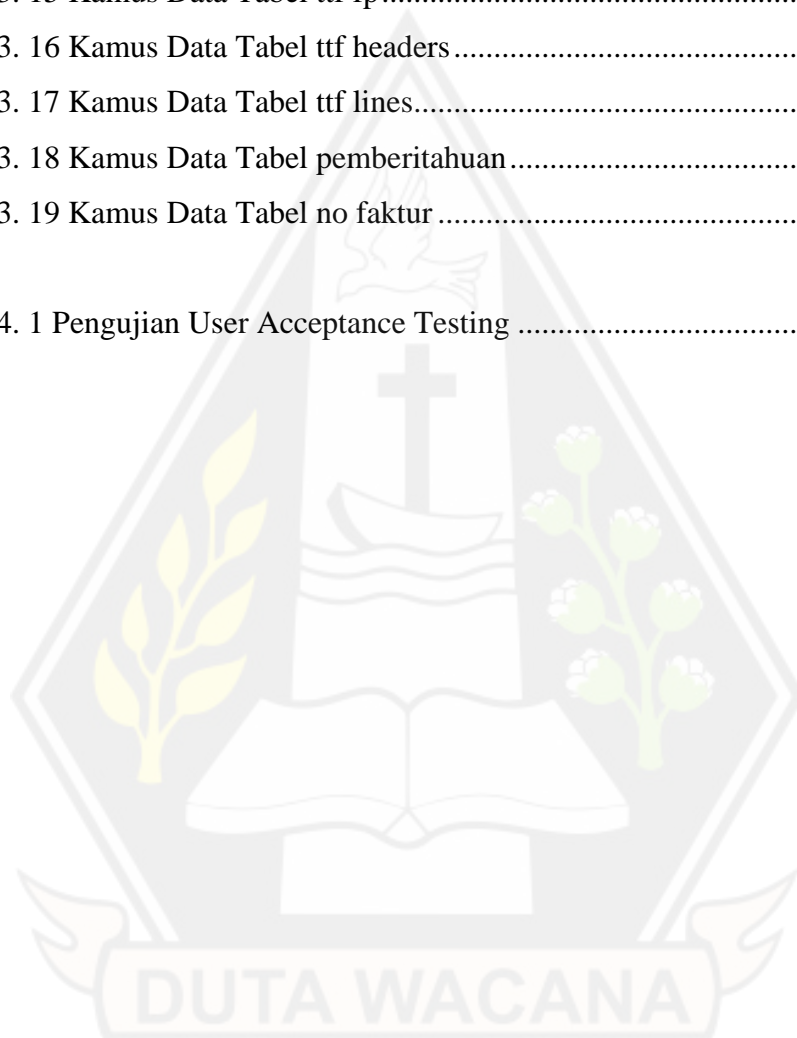 3. 16 Kamus Data Tabel ttf headers....................................................
3. 17 Kamus Data Tabel ttf lines.........................................................
3. 18 Kamus Data Tabel pemberitahuan............................................
3. 19 Kamus Data Tabel no faktur......................................................
4. 1 Pengujian User Acceptance Testing..........................................
DUTA WACANA